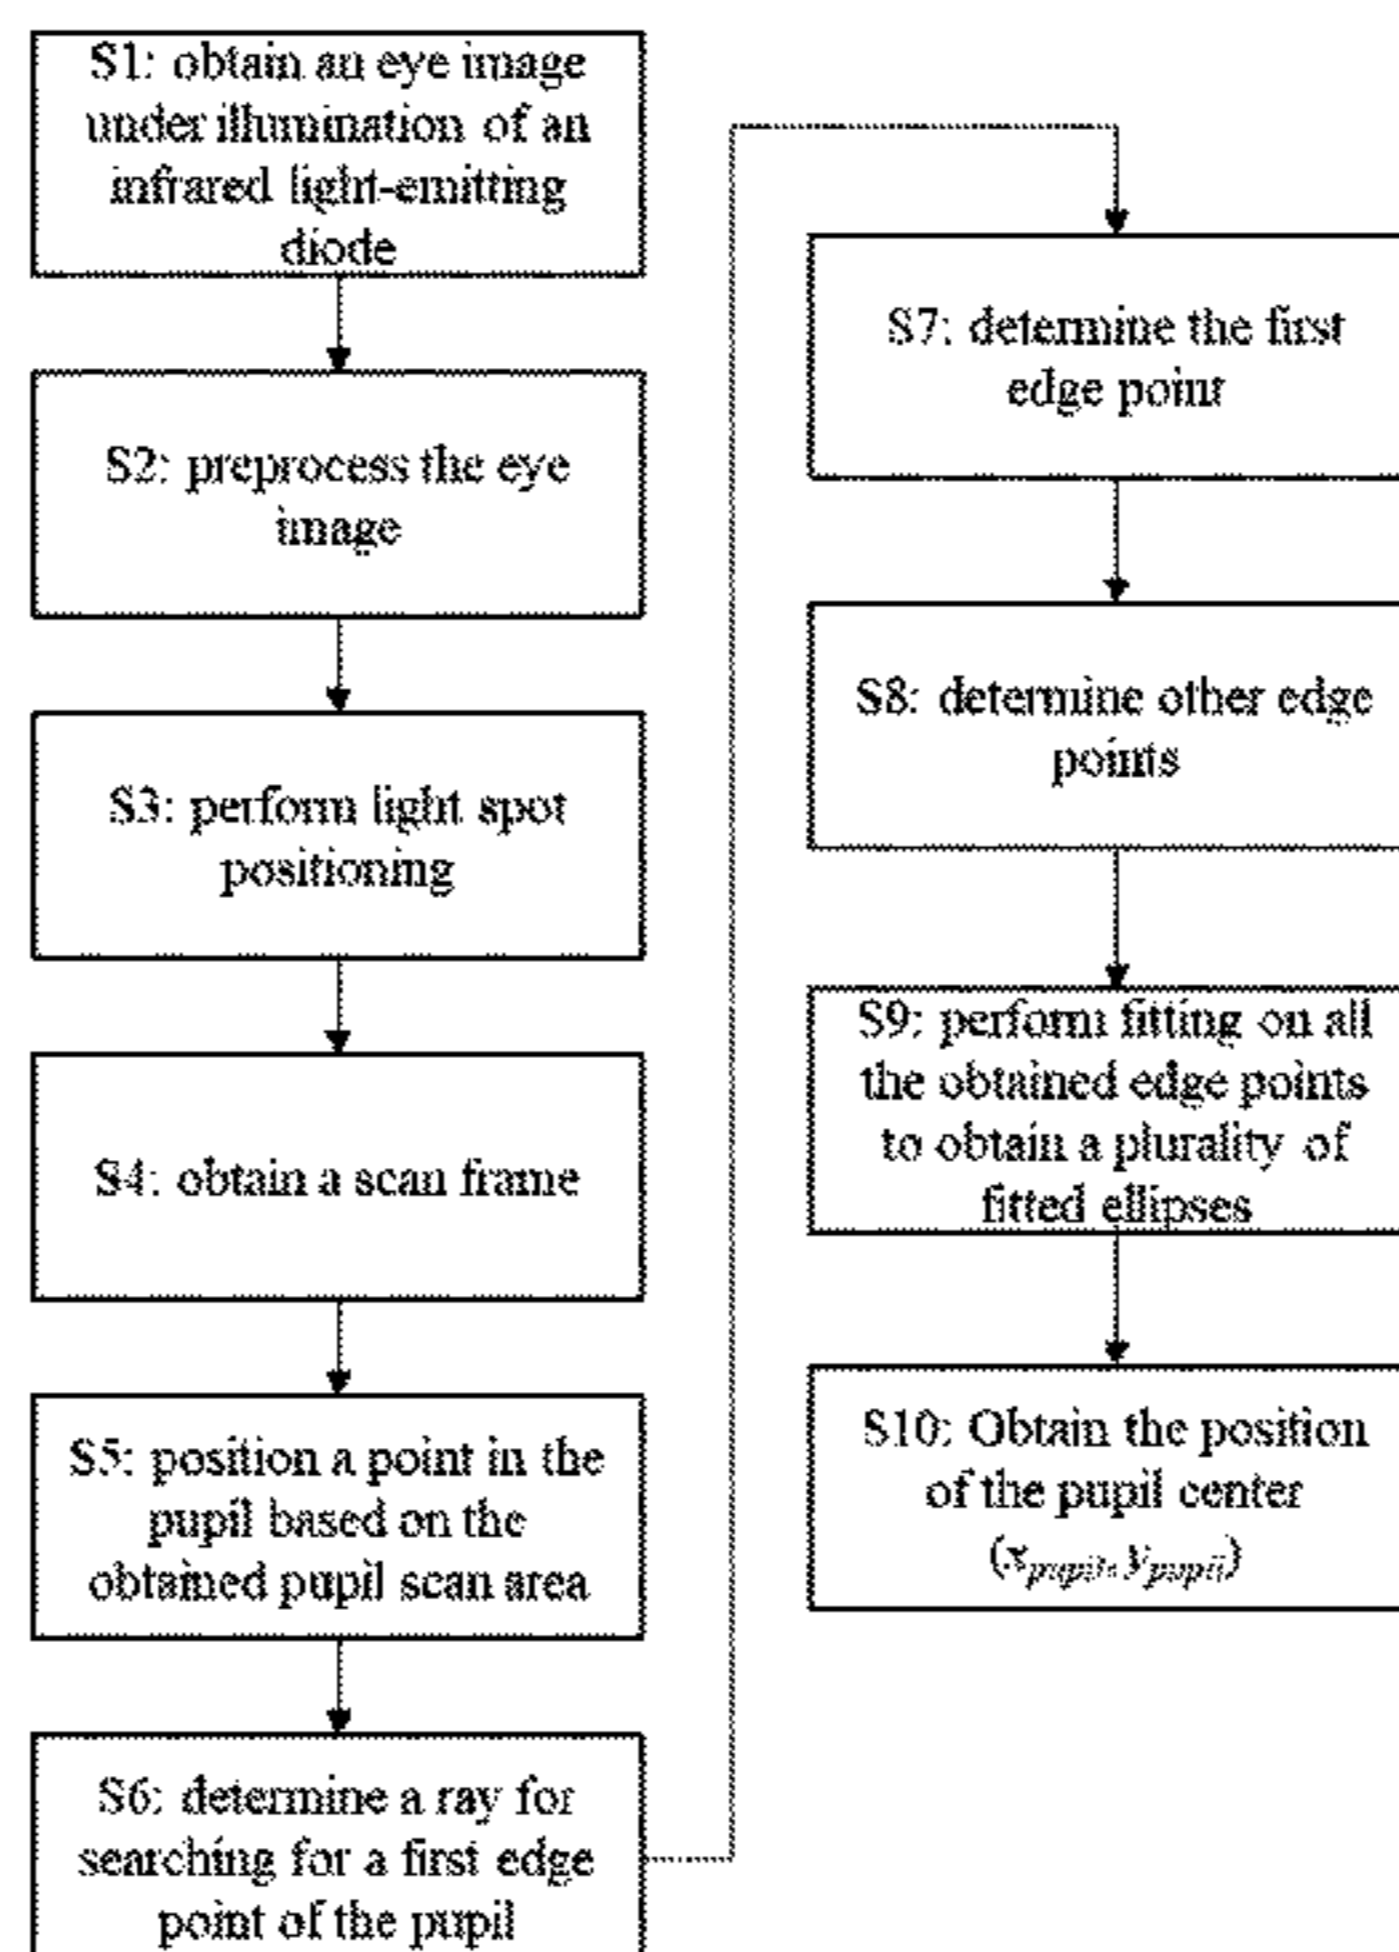 S1: obtain an eye image
under illumination of an
infrared light-emitting
diode
S2: preprocess the eye
image
S3: perform light spot
positioning
S4: obtain a scan frame
S5: position a point in the
pupil based on the
obtained pupil scan area
S6: determine a ray for
searching for a first edge
point of the pupil
S7: determine the first
edge point
S8: determine other edge
points
S9: perform fitting on all
the obtained edge points
to obtain a plurality of
fitted ellipses
S10: Obtain the position
of the pupil center
(x_pupil, y_pupil)